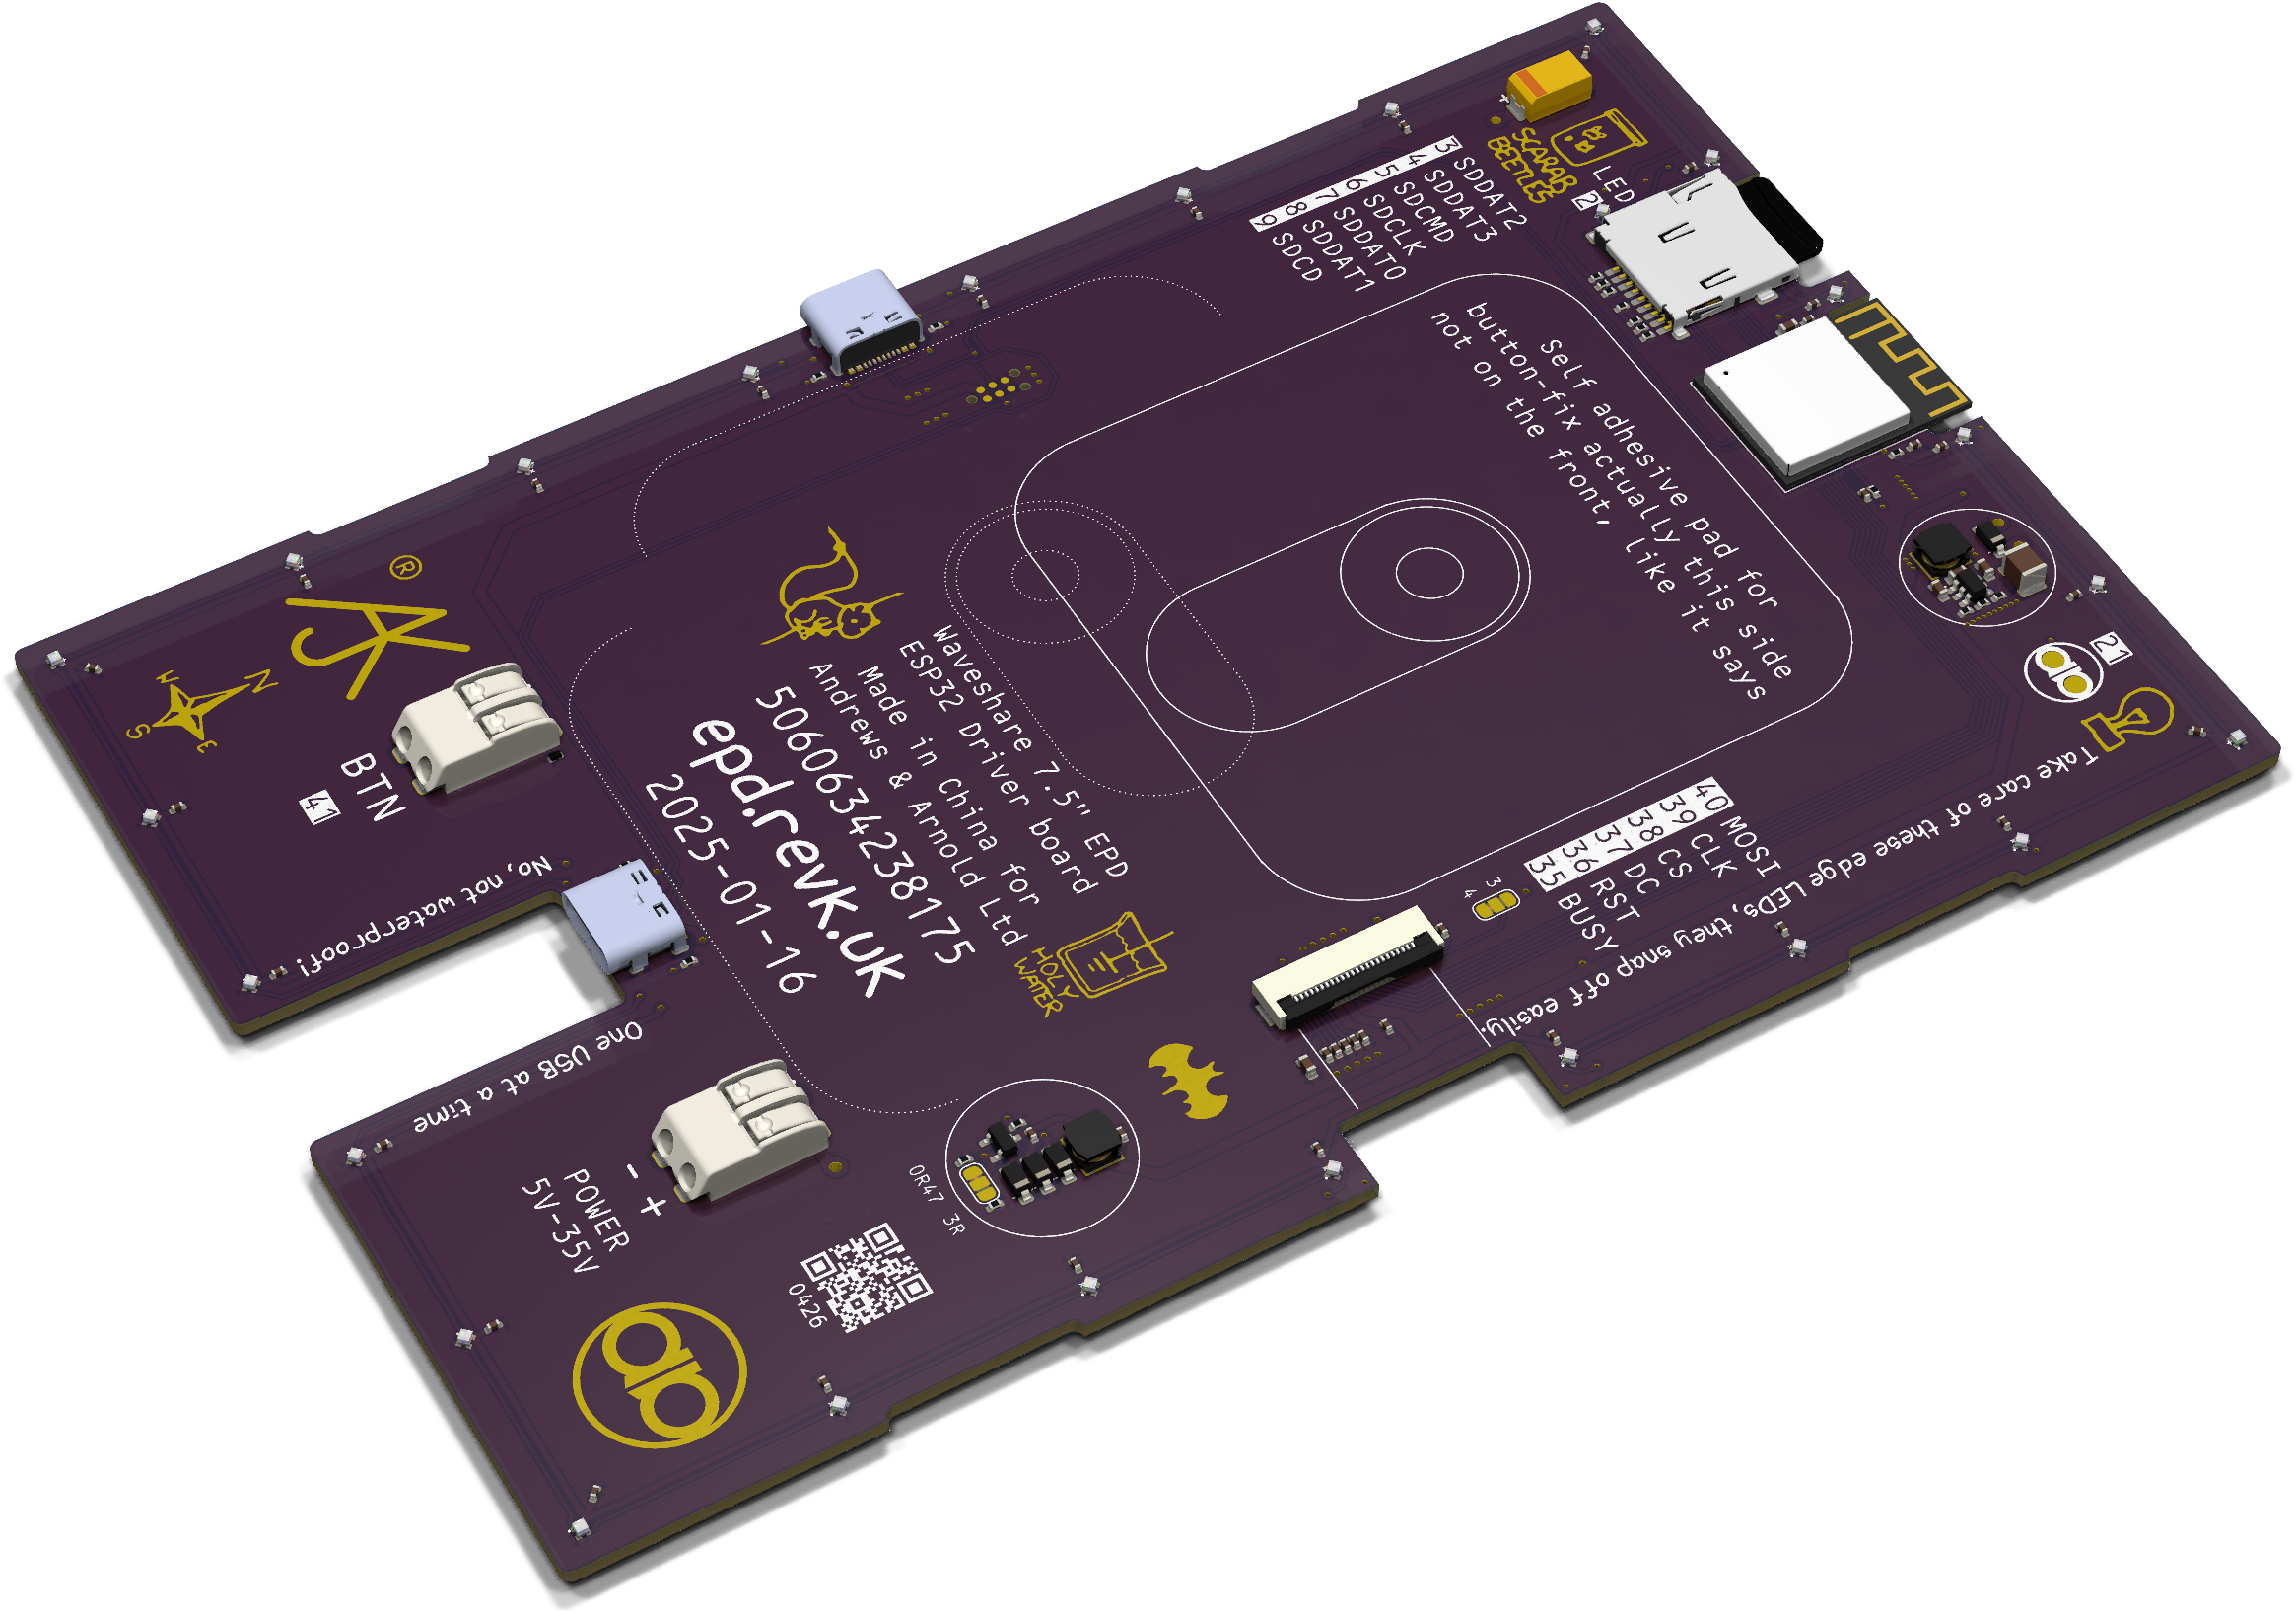 SCARAB
BEETLES
LED
2
3 SDDAT2
4 SDDAT3
5 SDCMD
6 SDCLK
7 SDDAT0
8 SDDAT1
9 SDCD
Self adhesive pad for
button-fix actually this side
not on the front, like it says
®
AJK
N
W
S
E
BTN
41
No, not waterproof!
Waveshare 7.5" EPD
ESP32 Driver board
Made in China for
Andrews & Arnold Ltd
5060634238175
epd.revk.uk
2025-01-16
HOLY
WATER
21
Take care of these edge LEDs, they snap off easily.
40 MOSI
39 CLK
38 CS
37 DC
36 RST
35 BUSY
3
4
One USB at a time
-
+
POWER
5V-35V
0R47 3R
0426